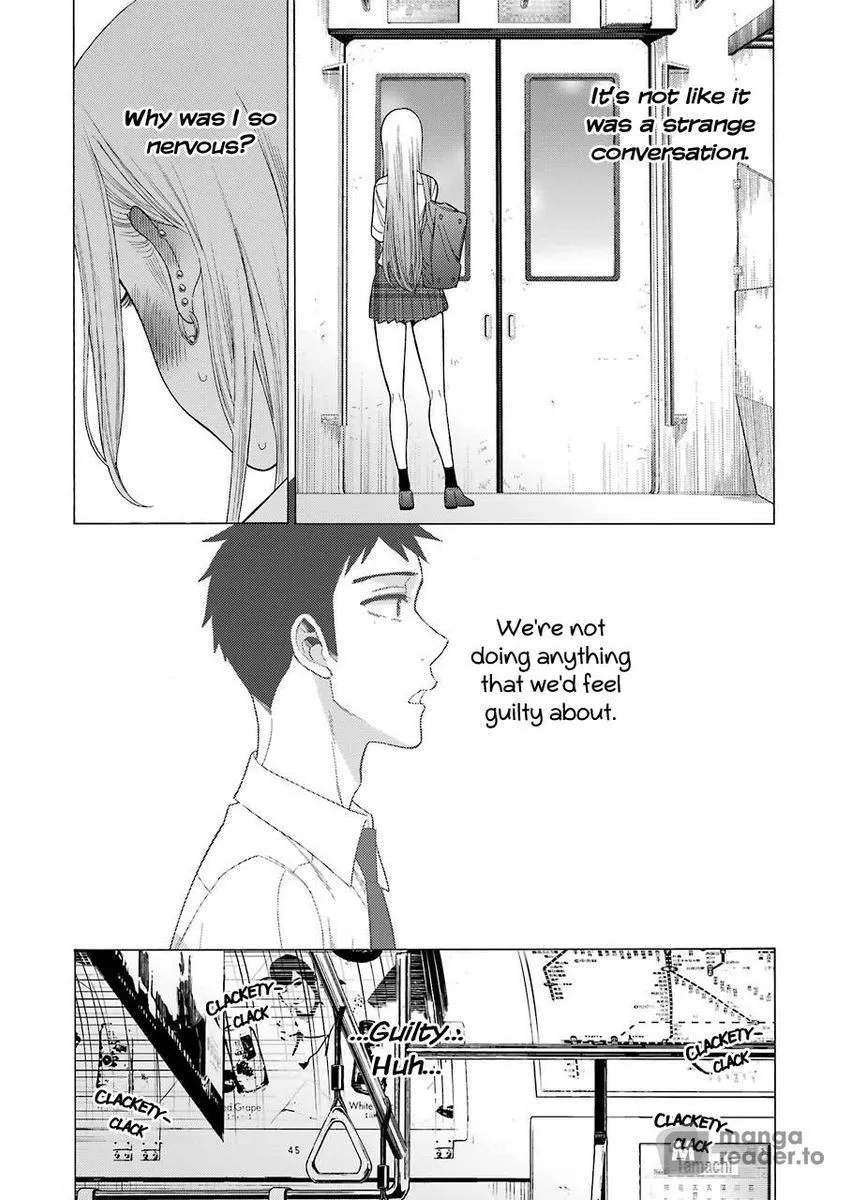 It's not like it
was a strange
conversation.
Why was I so
nervous?
We're not
doing anything
that we'd feel
guilty about.
...Guilty...
Huh...
CLACKETY-
CLACK
CLACKETY-
CLACK
CLACKETY-
CLACK
CLACKETY-
CLACK
Grape
White
45
Tamachi
M manga
reader.to